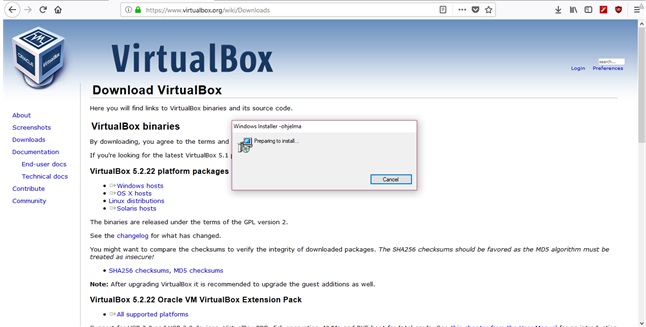 https://www.virtualbox.org/wiki/Downloads
ORACLE
VirtualBox
VirtualBox
search...
Login Preferences
Download VirtualBox
About
Screenshots
Downloads
Documentation
End-user docs
Technical docs
Contribute
Community
Here you will find links to VirtualBox binaries and its source code.
VirtualBox binaries
By downloading, you agree to the terms and
If you're looking for the latest VirtualBox 5.1
VirtualBox 5.2.22 platform packages
Windows hosts
OS X hosts
Linux distributions
Solaris hosts
Windows Installer -ohjelma
Preparing to install...
Cancel
The binaries are released under the terms of the GPL version 2.
See the changelog for what has changed.
You might want to compare the checksums to verify the integrity of downloaded packages. The SHA256 checksums should be favored as the MD5 algorithm must be
treated as insecure!
SHA256 checksums, MD5 checksums
Note: After upgrading VirtualBox it is recommended to upgrade the guest additions as well.
VirtualBox 5.2.22 Oracle VM VirtualBox Extension Pack
All supported platforms